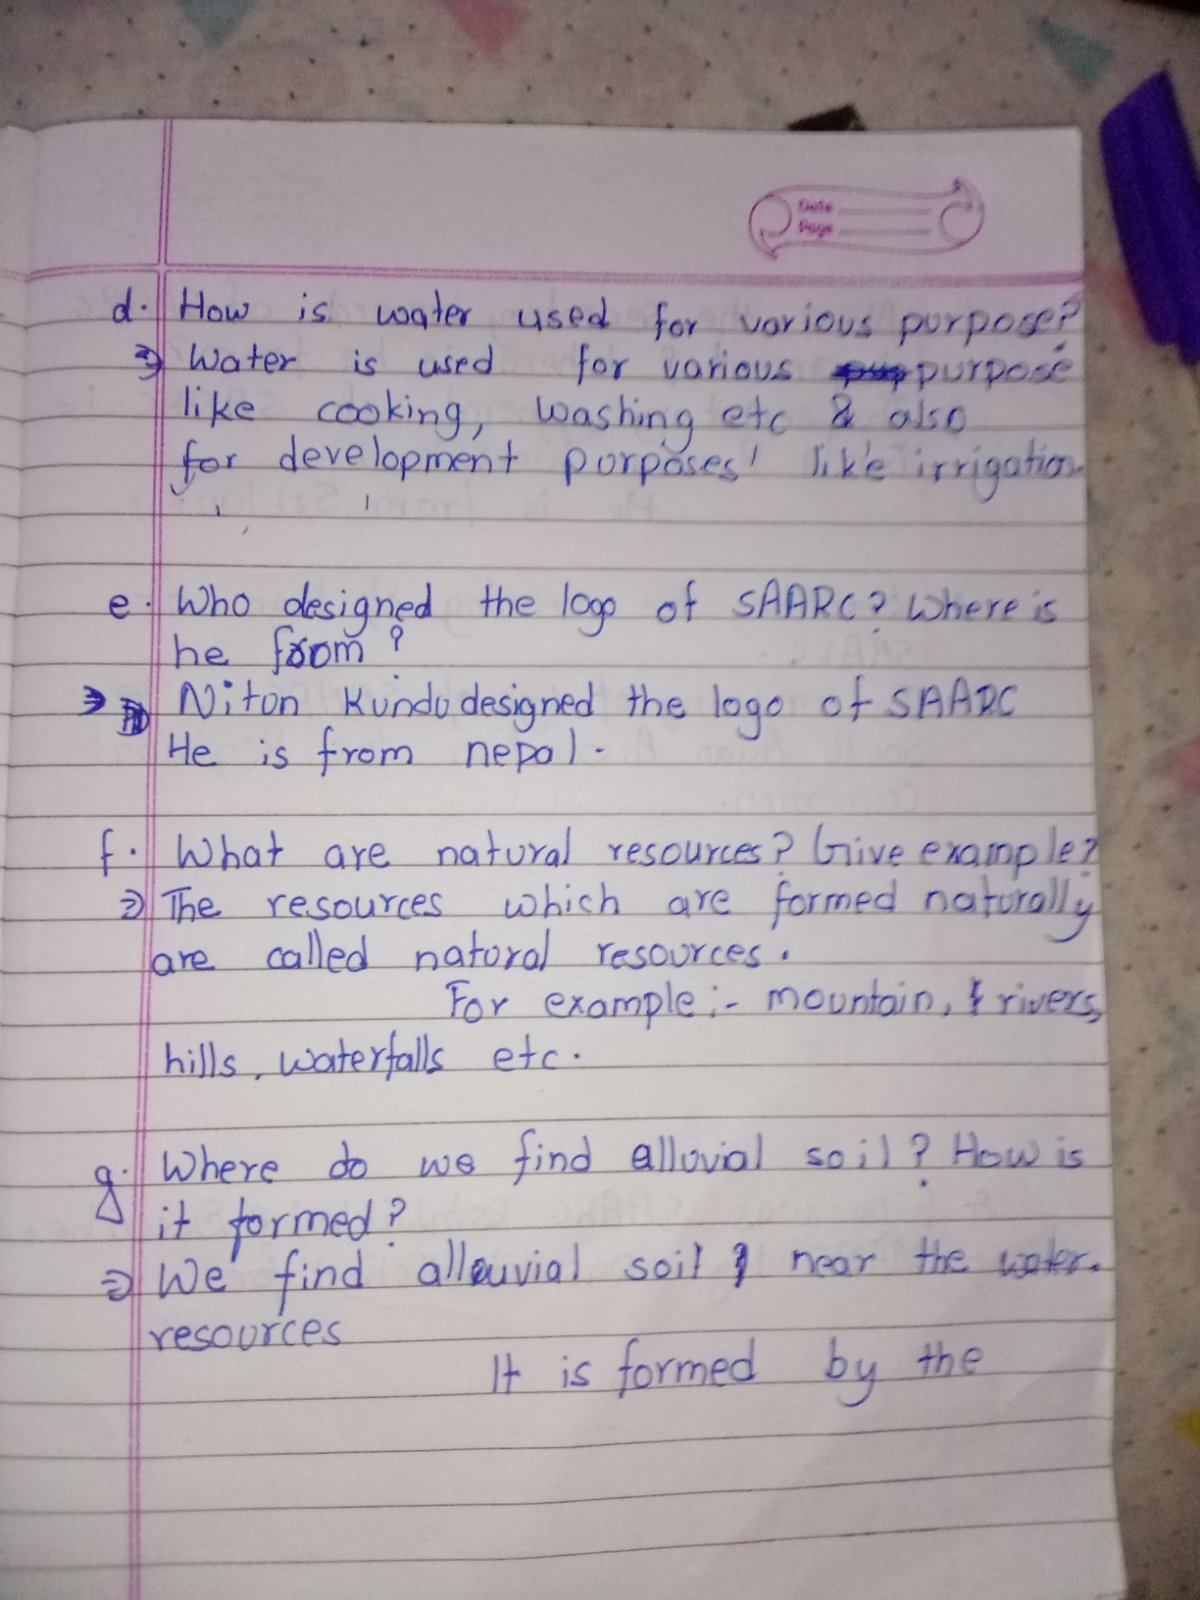 Date
Page
d. How is water used for various purpose?
⇒ Water is used for various purpose
like cooking, washing etc & also
for development purposes' like irrigation
e. Who designed the logo of SAARC? Where is
he from?
⇒ Niton Kundu designed the logo of SAARC
He is from nepal.
f. What are natural resources? Give example?
⇒ The resources which are formed naturally
are called natural resources.
For example:- mountain, rivers,
hills, waterfalls etc.
g. Where do we find alluvial soil? How is
it formed?
⇒ We find allouvial soil near the water.
resources
It is formed by the